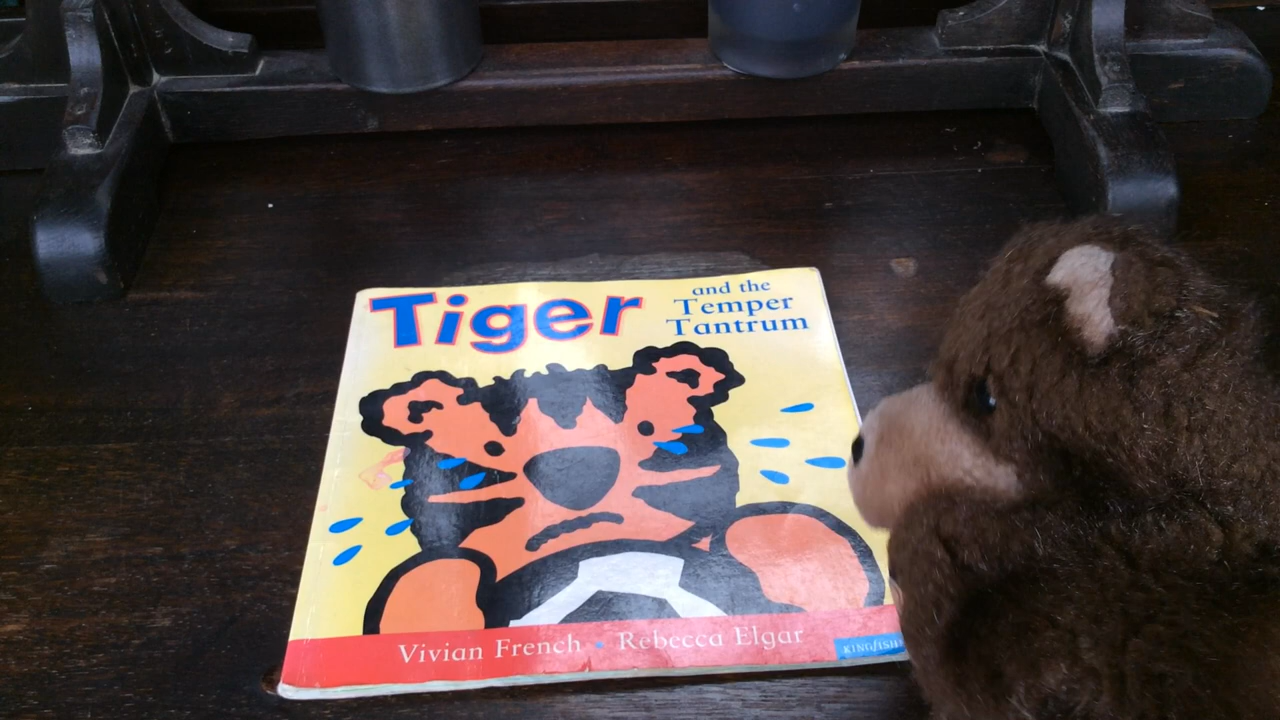 Tiger
and the
Temper
Tantrum
Vivian French • Rebecca Elgar